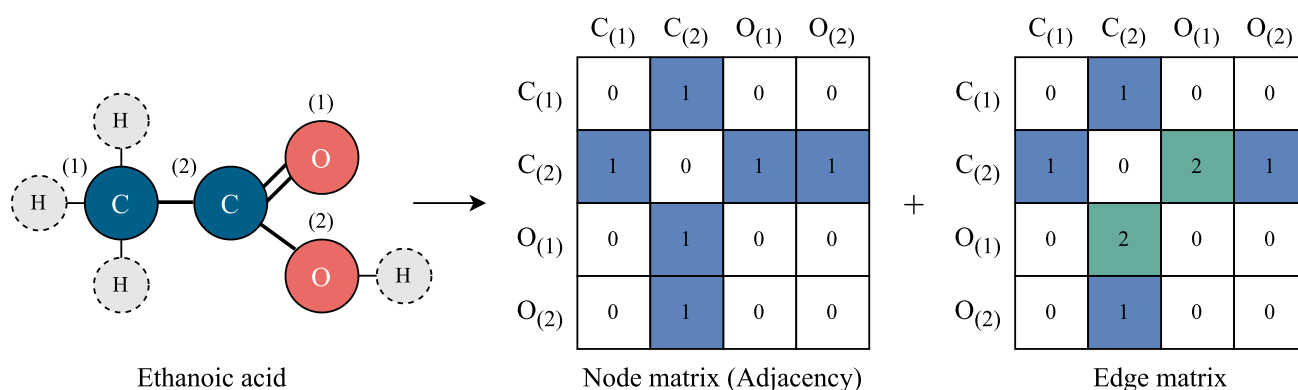 H
(1)
(2)
(1)
O
H
C
C
(2)
H
O
H
Ethanoic acid
C(1) C(2) O(1) O(2)
C(1) 0 1 0 0
C(2) 1 0 1 1
O(1) 0 1 0 0
O(2) 0 1 0 0
Node matrix (Adjacency)
+
C(1) C(2) O(1) O(2)
C(1) 0 1 0 0
C(2) 1 0 2 1
O(1) 0 2 0 0
O(2) 0 1 0 0
Edge matrix